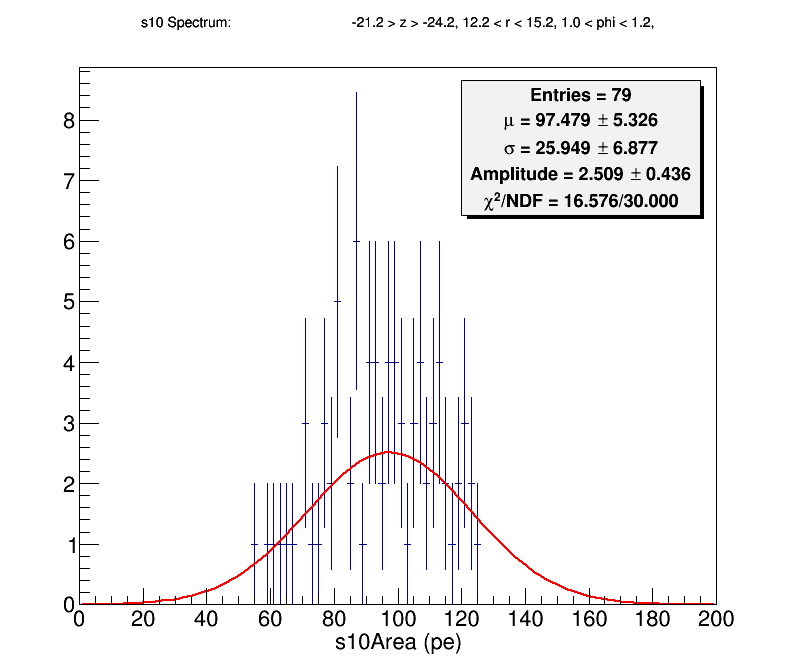 s10 Spectrum: -21.2 > z > -24.2, 12.2 < r < 15.2, 1.0 < phi < 1.2,
Entries = 79
μ = 97.479 ± 5.326
σ = 25.949 ± 6.877
Amplitude = 2.509 ± 0.436
χ²/NDF = 16.576/30.000
8
7
6
5
4
3
2
1
0
0 20 40 60 80 100 120 140 160 180 200
s10Area (pe)